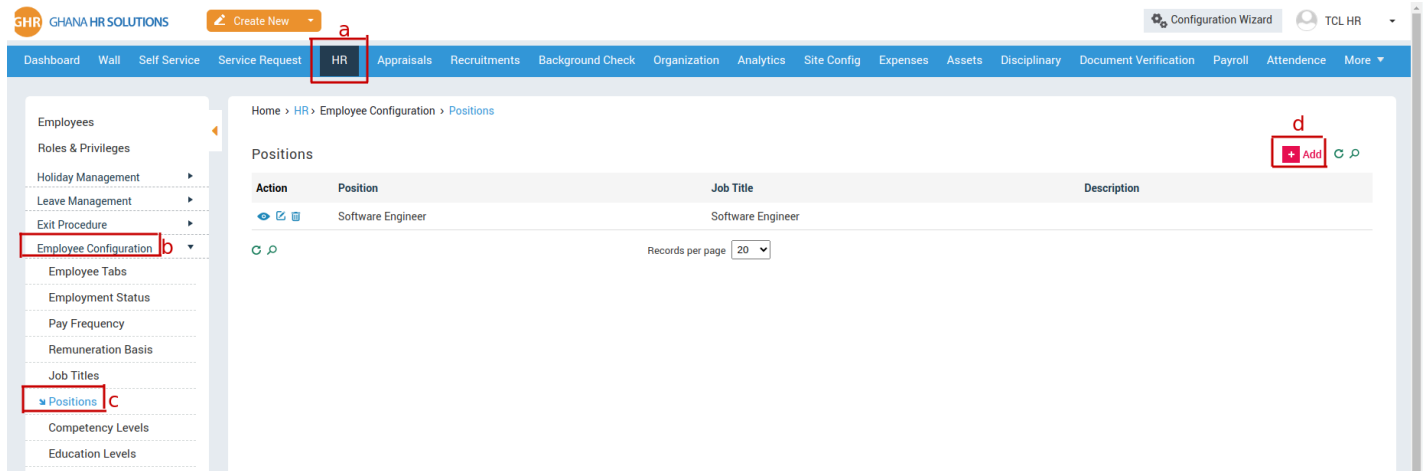 GHR GHANA HR SOLUTIONS Create New Configuration Wizard TCL HR
a
Dashboard Wall Self Service Service Request HR Appraisals Recruitments Background Check Organization Analytics Site Config Expenses Assets Disciplinary Document Verification Payroll Attendence More
Home > HR > Employee Configuration > Positions
Employees
Roles & Privileges
Holiday Management
Leave Management
Exit Procedure
Employee Configuration b
Employee Tabs
Employment Status
Pay Frequency
Remuneration Basis
Job Titles
Positions c
Competency Levels
Education Levels
d
Positions + Add
Action Position Job Title Description
Software Engineer Software Engineer
Records per page 20